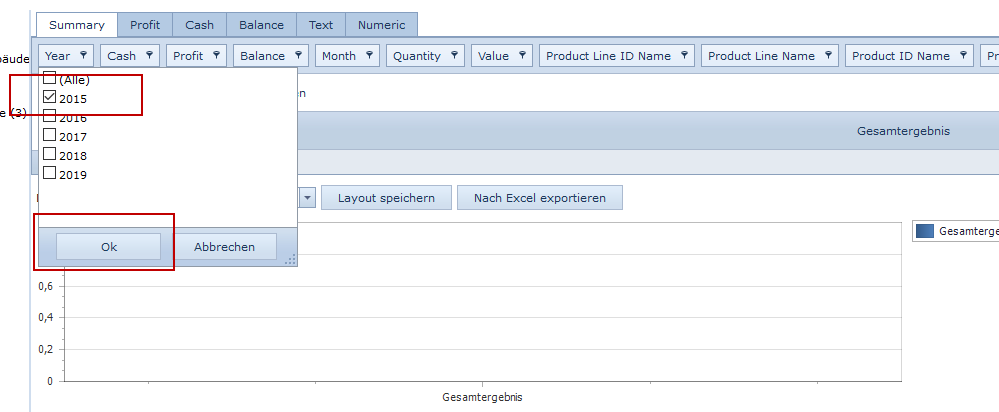 Summary Profit Cash Balance Text Numeric
Year Cash Profit Balance Month Quantity Value Product Line ID Name Product Line Name Product ID Name Pr
bäude
(Alle)
2015
en
e (3)
2016
2017
Gesamtergebnis
2018
2019
Layout speichern Nach Excel exportieren
Ok Abbrechen
Gesamterge
0,6
0,4
0,2
0
Gesamtergebnis